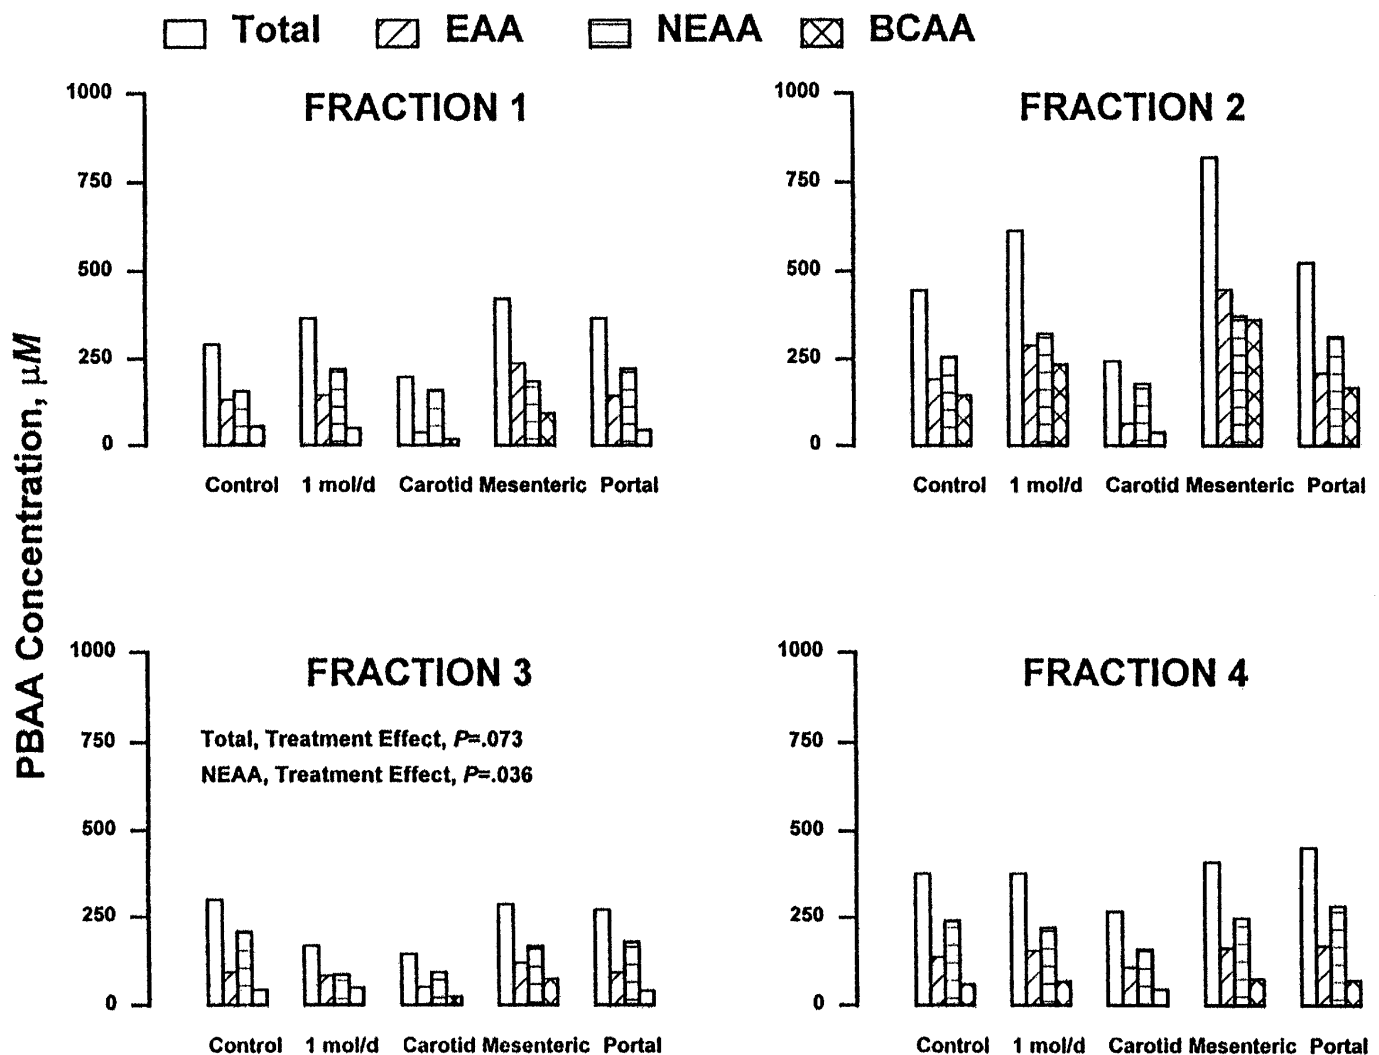 Total EAA NEAA BCAA
PBAA Concentration, µM
FRACTION 1
1000
750
500
250
0
Control 1 mol/d Carotid Mesenteric Portal
FRACTION 2
1000
750
500
250
0
Control 1 mol/d Carotid Mesenteric Portal
FRACTION 3
Total, Treatment Effect, P=.073
NEAA, Treatment Effect, P=.036
1000
750
500
250
0
Control 1 mol/d Carotid Mesenteric Portal
FRACTION 4
1000
750
500
250
0
Control 1 mol/d Carotid Mesenteric Portal